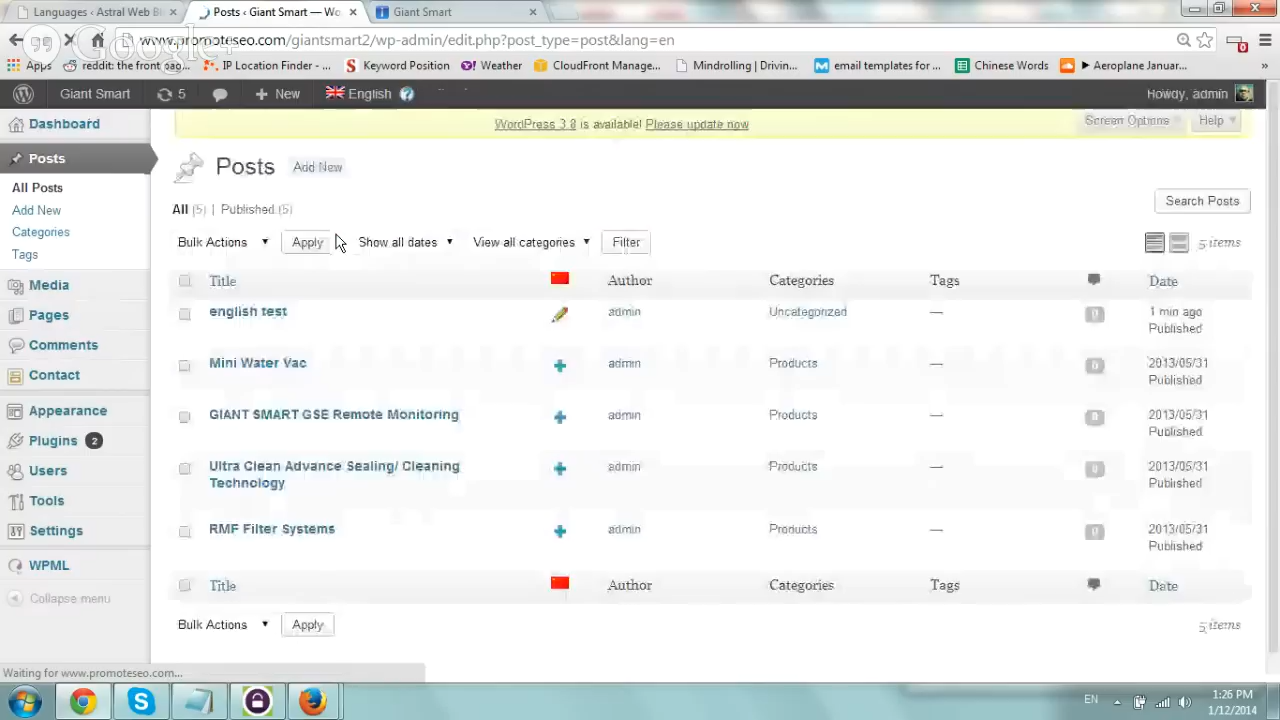 Languages ‹ Astral Web Bl
Posts ‹ Giant Smart — Wo
Giant Smart
www.promoteseo.com/giantsmart2/wp-admin/edit.php?post_type=post&lang=en
Google+
Apps
reddit: the front pag...
IP Location Finder - ...
Keyword Position
Weather
CloudFront Manage...
Mindrolling | Drivin...
email templates for ...
Chinese Words
Aeroplane Januar...
Giant Smart
5
New
English
Howdy, admin
WordPress 3.8 is available! Please update now
Screen Options
Help
Dashboard
Posts
All Posts
Add New
Categories
Tags
Media
Pages
Comments
Contact
Appearance
Plugins 2
Users
Tools
Settings
WPML
Collapse menu
Posts Add New
All (5) | Published (5)
Search Posts
Bulk Actions Apply Show all dates View all categories Filter 5 items
Title Author Categories Tags Date
english test admin Uncategorized — 0 1 min ago
Published
Mini Water Vac admin Products — 0 2013/05/31
Published
GIANT SMART GSE Remote Monitoring admin Products — 0 2013/05/31
Published
Ultra Clean Advance Sealing/ Cleaning admin Products — 0 2013/05/31
Technology Published
RMF Filter Systems admin Products — 0 2013/05/31
Published
Title Author Categories Tags Date
Bulk Actions Apply 5 items
Waiting for www.promoteseo.com...
EN
1:26 PM
1/12/2014